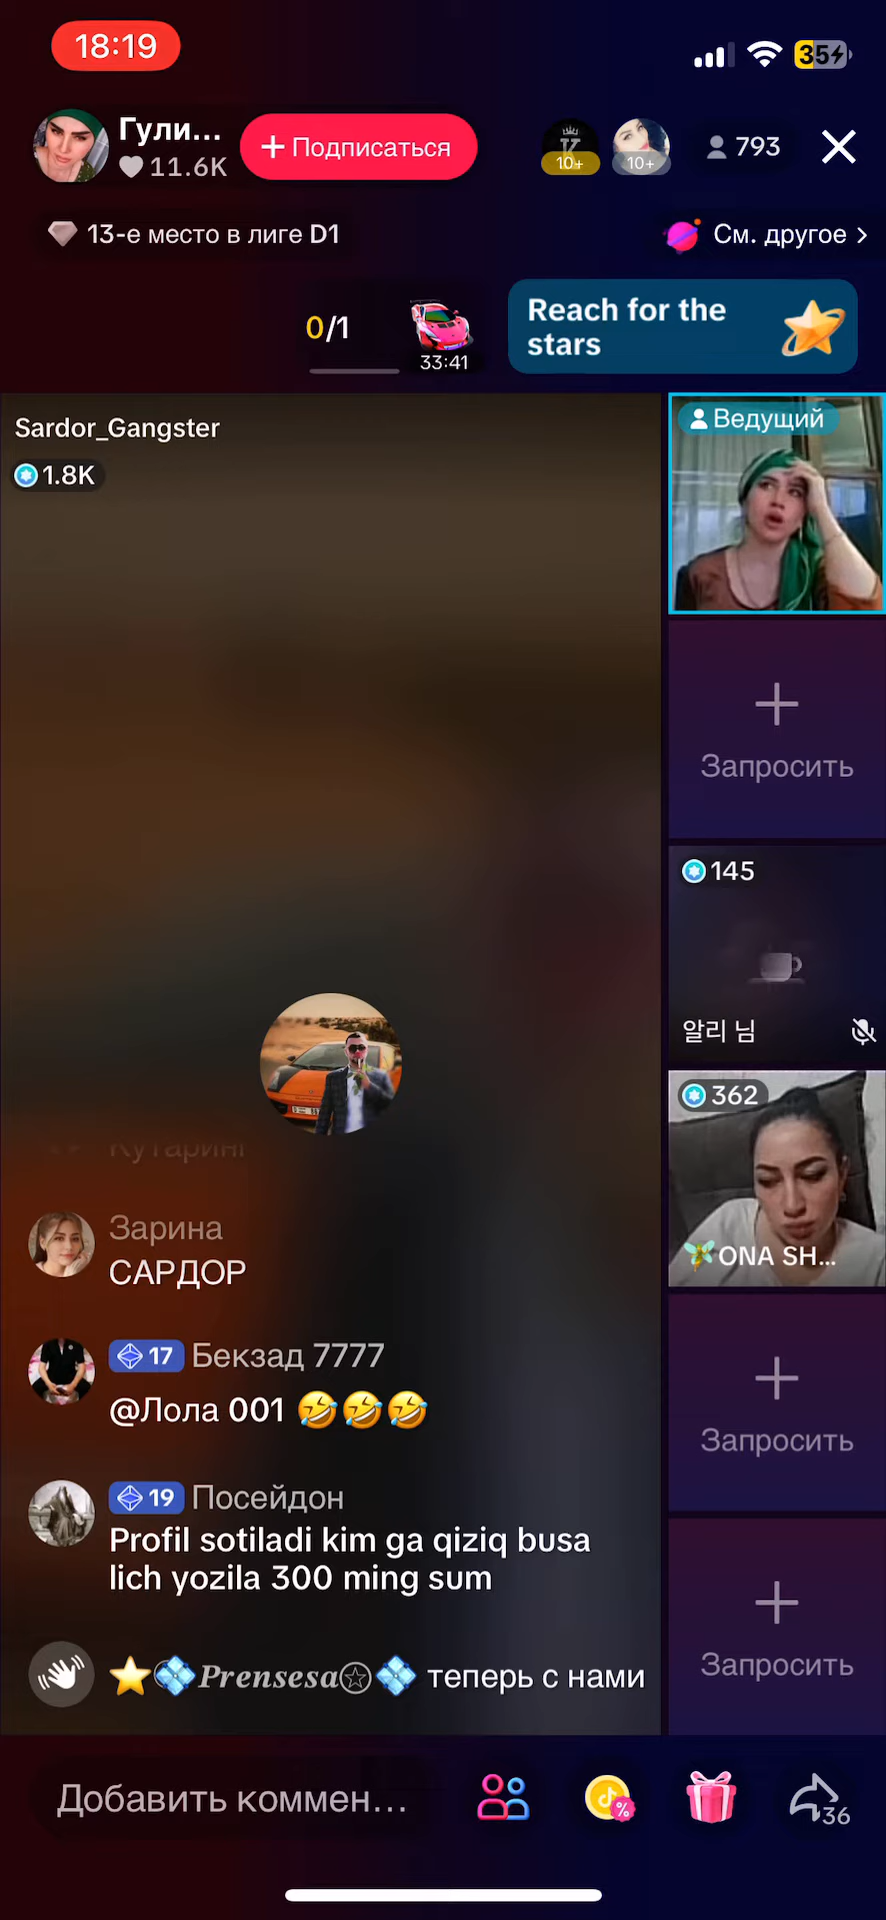 18:19
35
Гули...
11.6K
+ Подписаться
10+
10+
793
13-е место в лиге D1
См. другое >
0/1
33:41
Reach for the
stars
Sardor_Gangster
1.8K
Ведущий
Запросить
145
알리 님
362
ONA SH...
Запросить
Запросить
Зарина
САРДОР
17 Бекзад 7777
@Лола 001 🤣🤣🤣
19 Посейдон
Profil sotiladi kim ga qiziq busa
lich yozila 300 ming sum
⭐💠Prensesa⍟💠 теперь с нами
Добавить коммен...
36